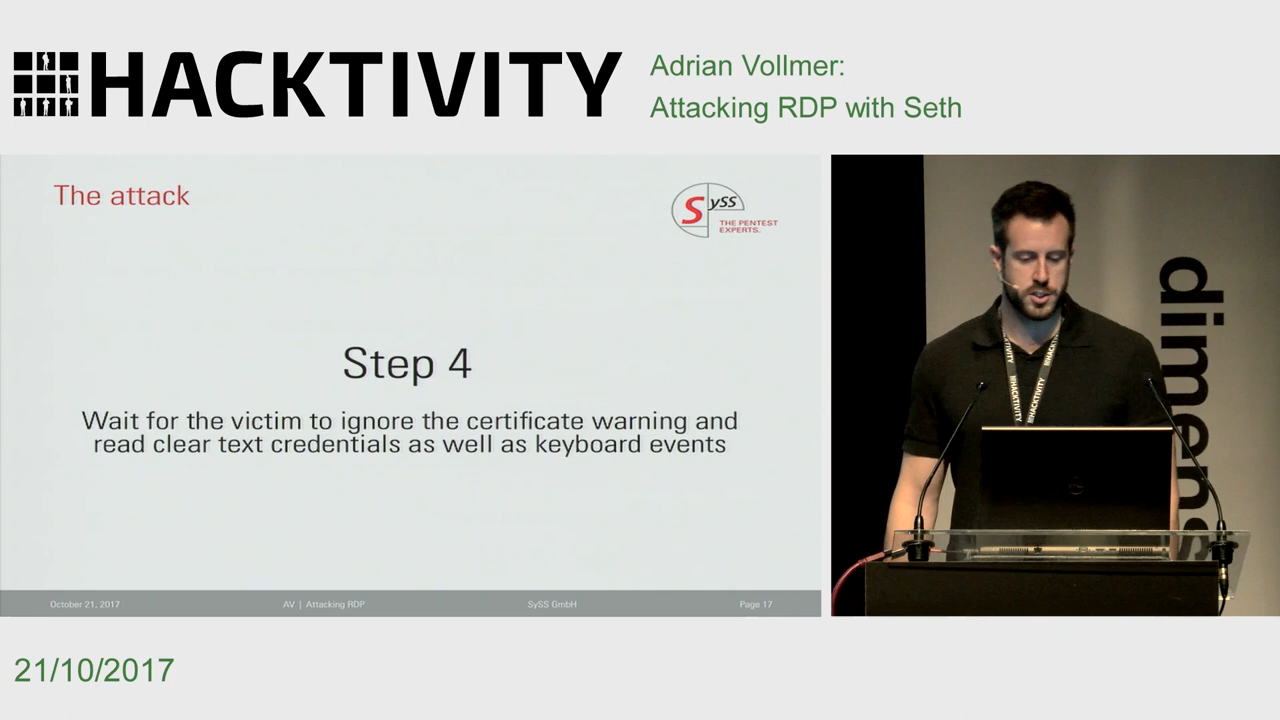 HACKTIVITY
Adrian Vollmer:
Attacking RDP with Seth
The attack
SySS
THE PENTEST
EXPERTS.
Step 4
Wait for the victim to ignore the certificate warning and
read clear text credentials as well as keyboard events
October 21, 2017
AV | Attacking RDP
SySS GmbH
Page 17
dimens
HACKTIVITY
21/10/2017